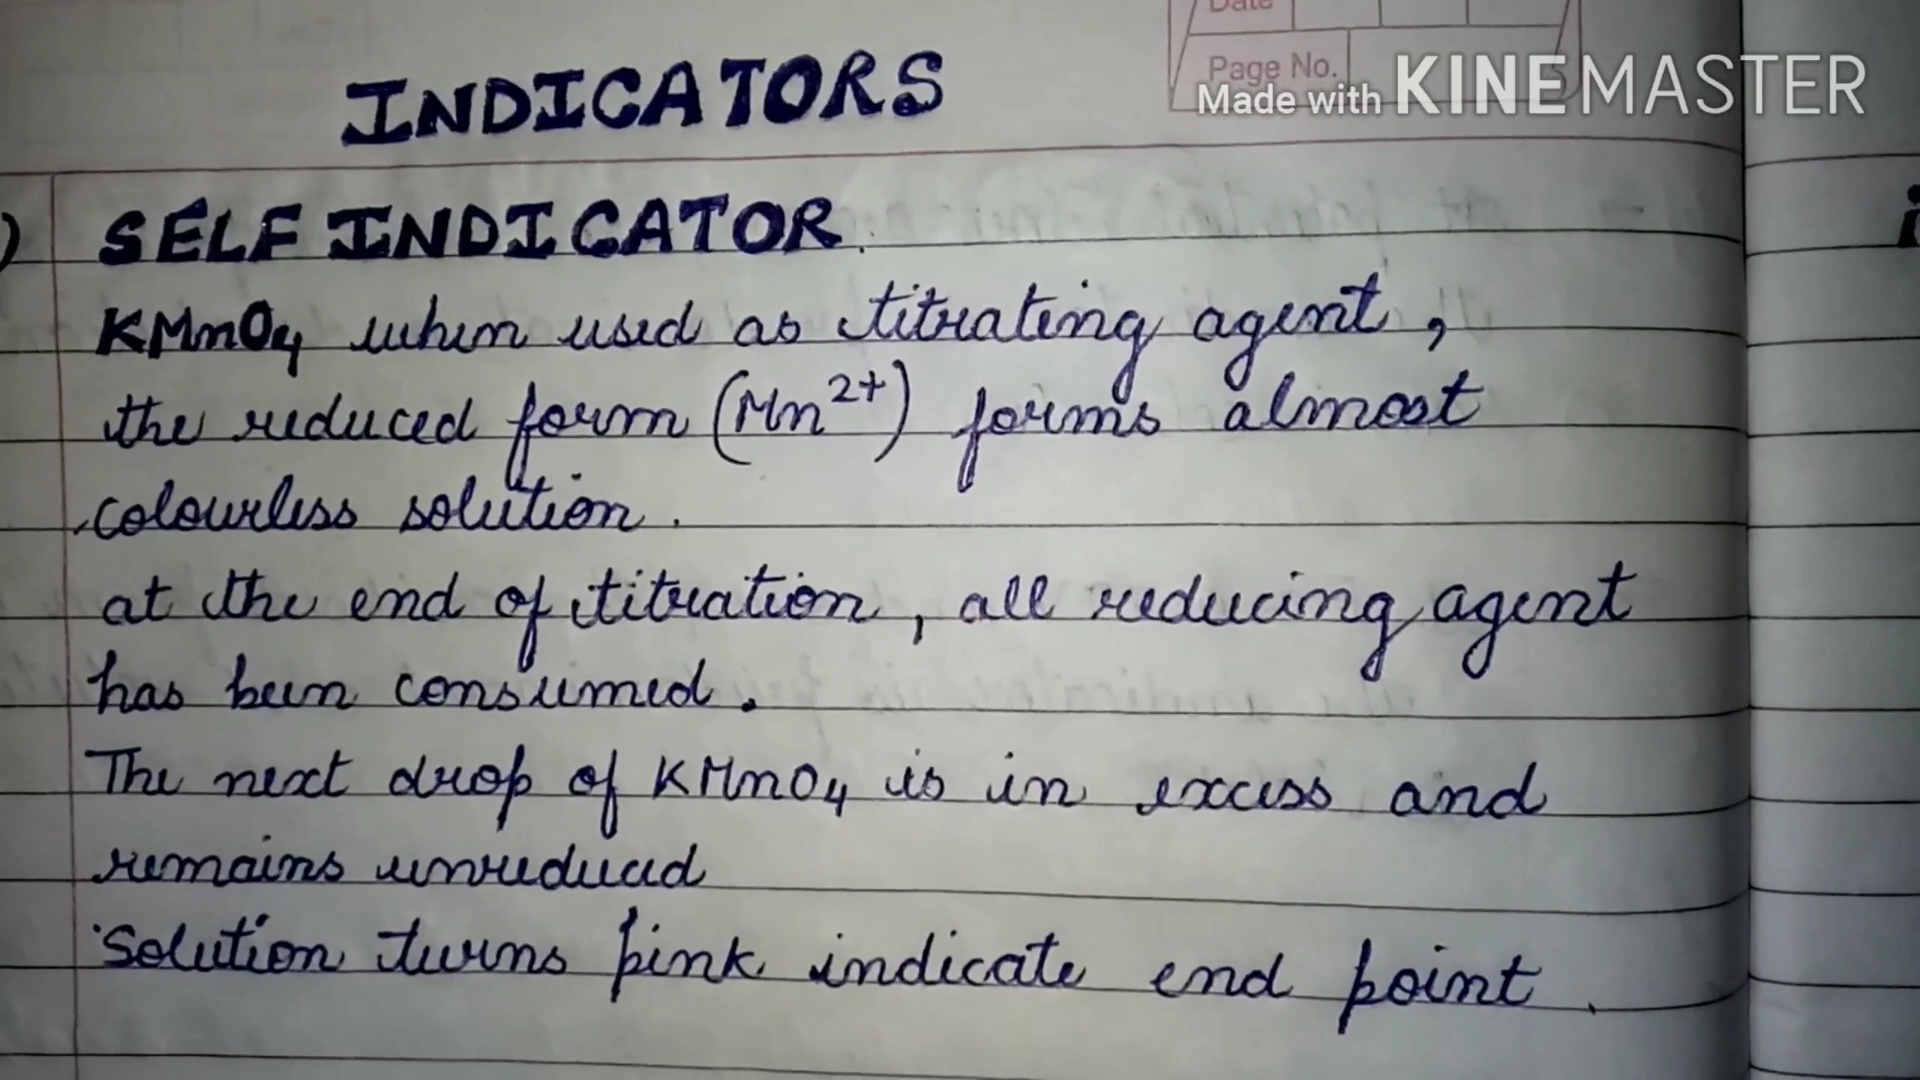 Date
Page No.
Made with KINEMASTER
INDICATORS
) SELF INDICATOR.
KMnO4 when used as titrating agent,
the reduced form (Mn2+) forms almost
colourless solution.
at the end of titration, all reducing agent
has been consumed.
The next drop of KMnO4 is in excess and
remains unreduced
Solution turns pink indicate end point.